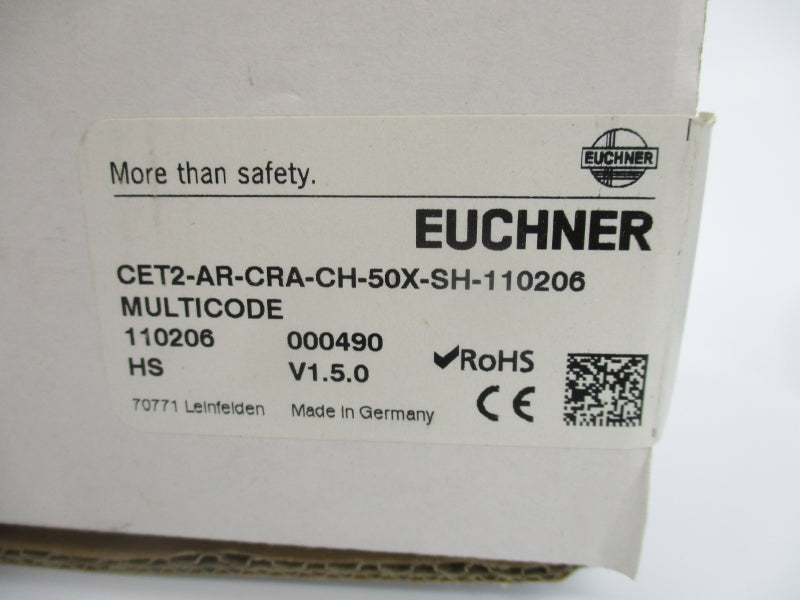 EUCHNER
More than safety.
EUCHNER
CET2-AR-CRA-CH-50X-SH-110206
MULTICODE
110206 000490
HS V1.5.0
RoHS
CE
70771 Leinfelden Made in Germany